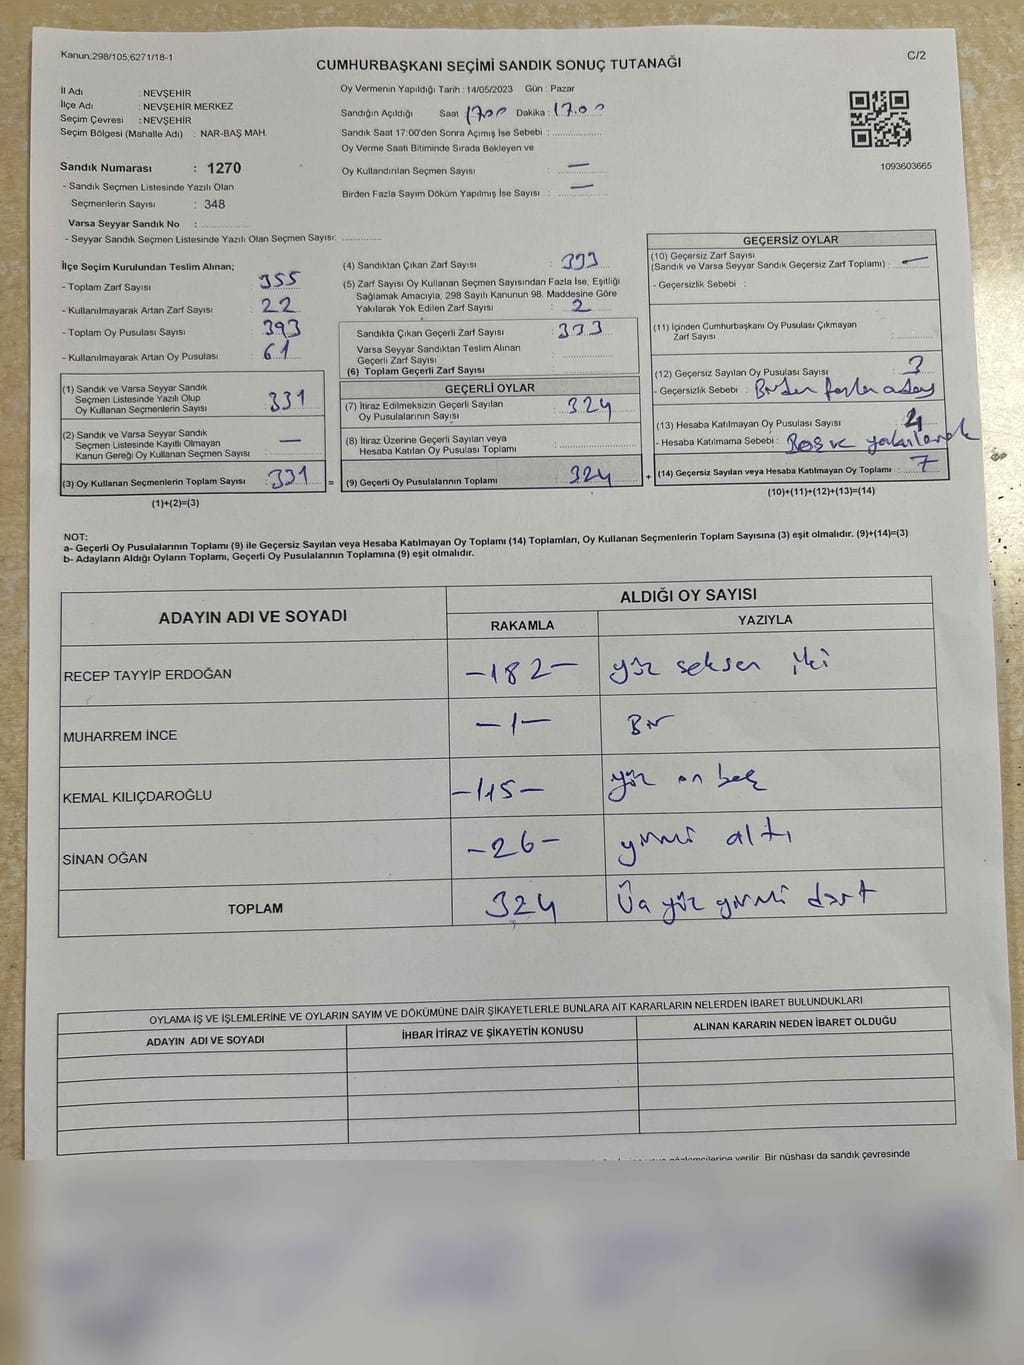 Kanun;298/105;6271/18-1
C/2
CUMHURBAŞKANI SEÇİMİ SANDIK SONUÇ TUTANAĞI
İl Adı : NEVŞEHİR
İlçe Adı : NEVŞEHİR MERKEZ
Seçim Çevresi : NEVŞEHİR
Seçim Bölgesi (Mahalle Adı) : NAR-BAŞ MAH.
Sandık Numarası : 1270
- Sandık Seçmen Listesinde Yazılı Olan
Seçmenlerin Sayısı : 348
Varsa Seyyar Sandık No :
- Seyyar Sandık Seçmen Listesinde Yazılı Olan Seçmen Sayısı:
Oy Vermenin Yapıldığı Tarih : 14/05/2023 Gün : Pazar
Sandığın Açıldığı Saat 17:00 Dakika : 17.00
Sandık Saat 17:00'den Sonra Açımış İse Sebebi :
Oy Verme Saati Bitiminde Sırada Bekleyen ve
Oy Kullandırılan Seçmen Sayısı : —
Birden Fazla Sayım Döküm Yapılmış İse Sayısı : —
1093603665
İlçe Seçim Kurulundan Teslim Alınan;
- Toplam Zarf Sayısı : 355
- Kullanılmayarak Artan Zarf Sayısı : 22
- Toplam Oy Pusulası Sayısı : 393
- Kullanılmayarak Artan Oy Pusulası : 61
(1) Sandık ve Varsa Seyyar Sandık
Seçmen Listesinde Yazılı Olup
Oy Kullanan Seçmenlerin Sayısı : 331
(2) Sandık ve Varsa Seyyar Sandık
Seçmen Listesinde Kayıtlı Olmayan
Kanun Gereği Oy Kullanan Seçmen Sayısı : —
(3) Oy Kullanan Seçmenlerin Toplam Sayısı : 331 =
(1)+(2)=(3)
(4) Sandıktan Çıkan Zarf Sayısı : 333
(5) Zarf Sayısı Oy Kullanan Seçmen Sayısından Fazla İse, Eşitliği
Sağlamak Amacıyla, 298 Sayılı Kanunun 98. Maddesine Göre
Yakılarak Yok Edilen Zarf Sayısı : 2
Sandıkta Çıkan Geçerli Zarf Sayısı : 333
Varsa Seyyar Sandıktan Teslim Alınan
Geçerli Zarf Sayısı :
(6) Toplam Geçerli Zarf Sayısı :
GEÇERLİ OYLAR
(7) İtiraz Edilmeksizin Geçerli Sayılan
Oy Pusulalarının Sayısı : 324
(8) İtiraz Üzerine Geçerli Sayılan veya
Hesaba Katılan Oy Pusulası Toplamı :
(9) Geçerli Oy Pusulalarının Toplamı : 324 +
GEÇERSİZ OYLAR
(10) Geçersiz Zarf Sayısı
(Sandık ve Varsa Seyyar Sandık Geçersiz Zarf Toplamı) : —
- Geçersizlik Sebebi :
(11) İçinden Cumhurbaşkanı Oy Pusulası Çıkmayan
Zarf Sayısı :
(12) Geçersiz Sayılan Oy Pusulası Sayısı : 3
- Geçersizlik Sebebi : Birden fazla aday
(13) Hesaba Katılmayan Oy Pusulası Sayısı : 4
- Hesaba Katılmama Sebebi : Boş ve yakılarak
(14) Geçersiz Sayılan veya Hesaba Katılmayan Oy Toplamı : 7
(10)+(11)+(12)+(13)=(14)
NOT:
a- Geçerli Oy Pusulalarının Toplamı (9) ile Geçersiz Sayılan veya Hesaba Katılmayan Oy Toplamı (14) Toplamları, Oy Kullanan Seçmenlerin Toplam Sayısına (3) eşit olmalıdır. (9)+(14)=(3)
b- Adayların Aldığı Oyların Toplamı, Geçerli Oy Pusulalarının Toplamına (9) eşit olmalıdır.
ADAYIN ADI VE SOYADI
ALDIĞI OY SAYISI
RAKAMLA YAZIYLA
RECEP TAYYİP ERDOĞAN -182- yüz seksen iki
MUHARREM İNCE -1- Bir
KEMAL KILIÇDAROĞLU -115- yüz on beş
SİNAN OĞAN -26- yirmi altı
TOPLAM 324 Üç yüz yirmi dört
OYLAMA İŞ VE İŞLEMLERİNE VE OYLARIN SAYIM VE DÖKÜMÜNE DAİR ŞİKAYETLERLE BUNLARA AİT KARARLARIN NELERDEN İBARET BULUNDUKLARI
ADAYIN ADI VE SOYADI İHBAR İTİRAZ VE ŞİKAYETİN KONUSU ALINAN KARARIN NEDEN İBARET OLDUĞU
verilir. Bir nüshası da sandık çevresinde